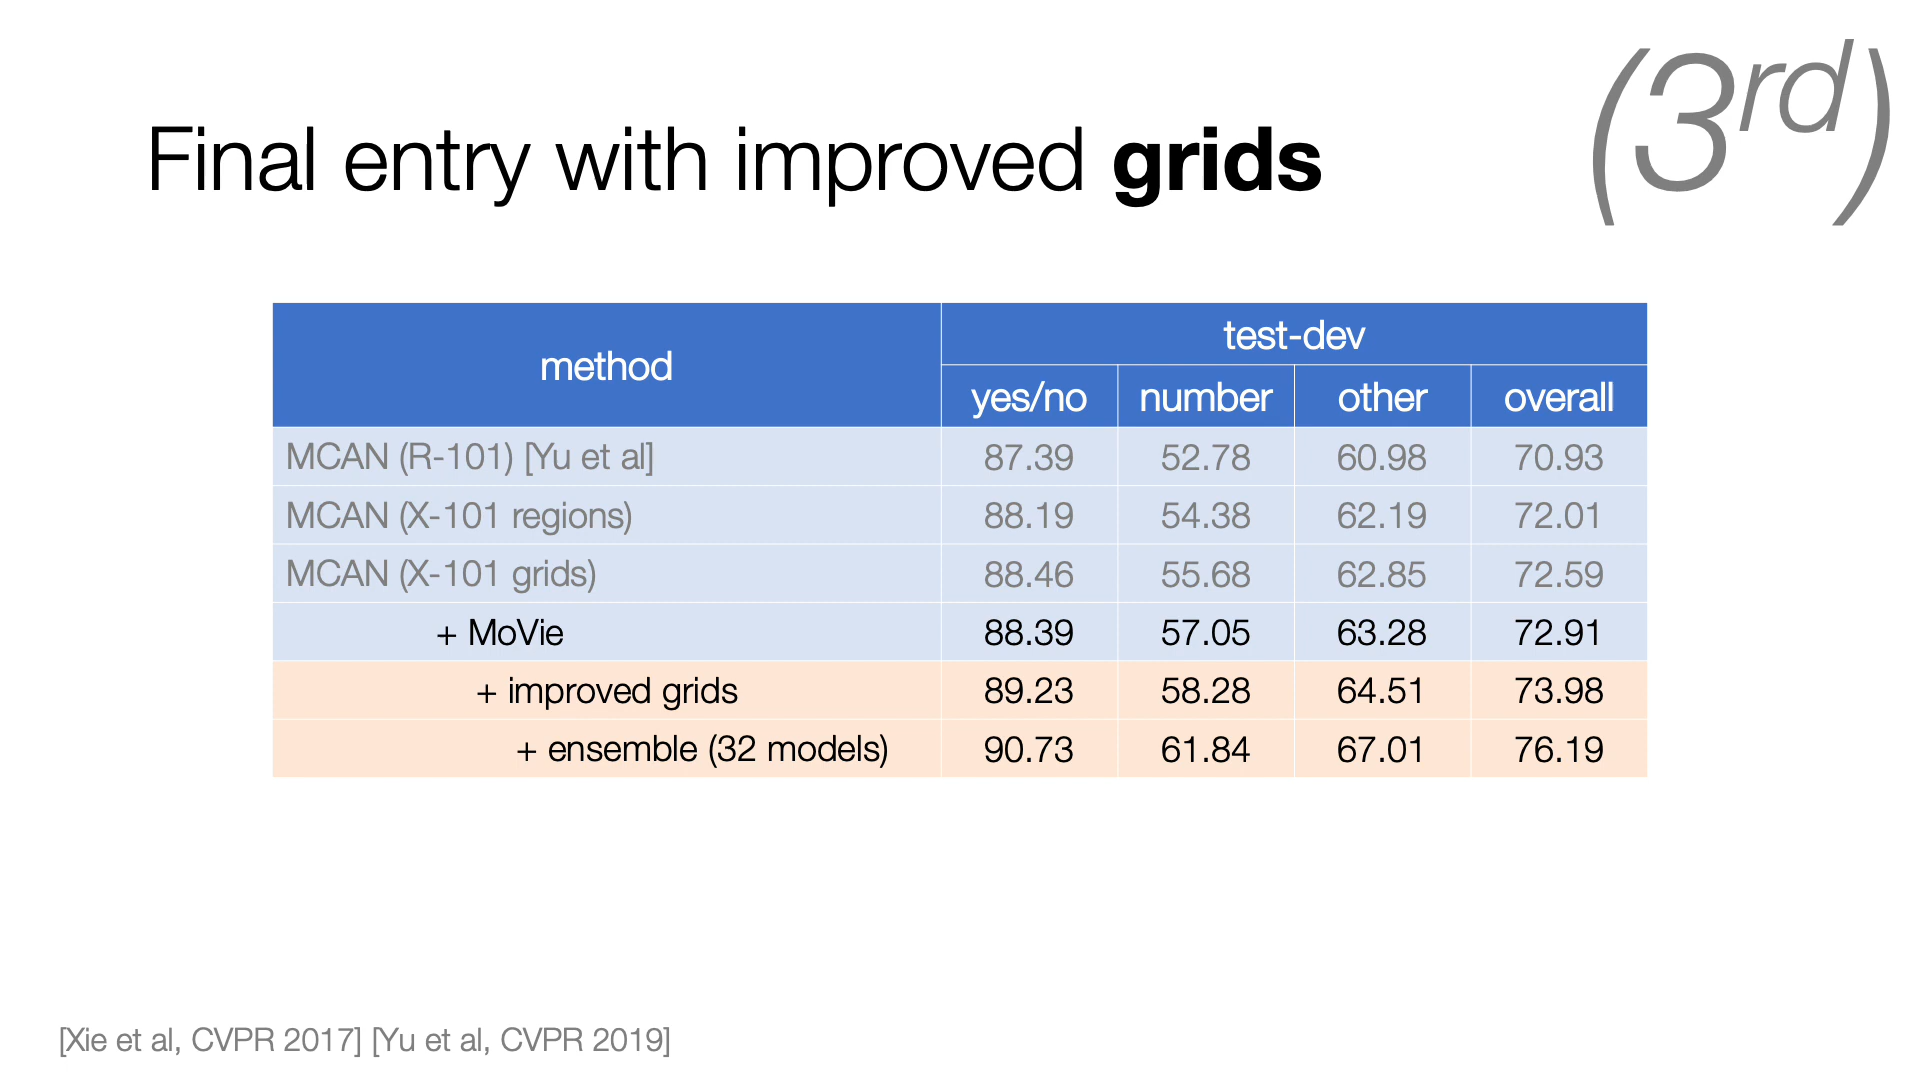 (3rd)
Final entry with improved grids
method test-dev
yes/no number other overall
MCAN (R-101) [Yu et al] 87.39 52.78 60.98 70.93
MCAN (X-101 regions) 88.19 54.38 62.19 72.01
MCAN (X-101 grids) 88.46 55.68 62.85 72.59
+ MoVie 88.39 57.05 63.28 72.91
+ improved grids 89.23 58.28 64.51 73.98
+ ensemble (32 models) 90.73 61.84 67.01 76.19
[Xie et al, CVPR 2017] [Yu et al, CVPR 2019]